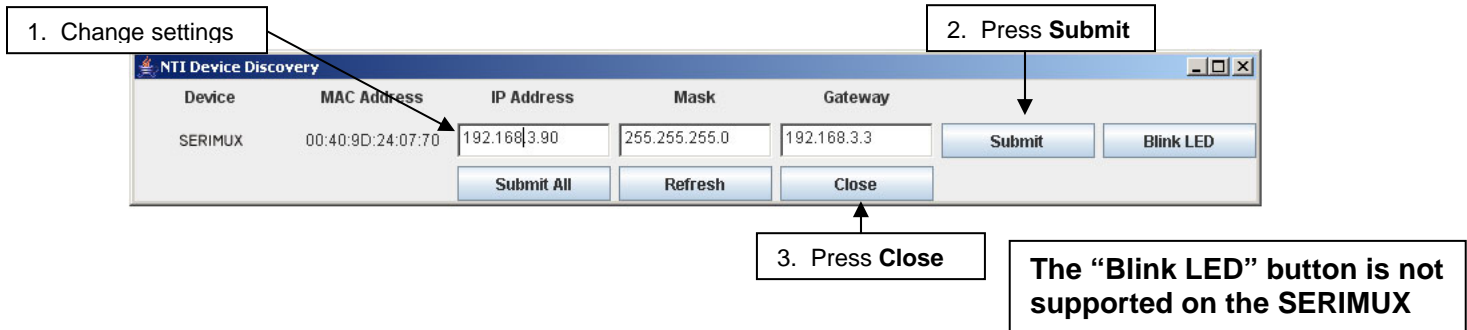 1. Change settings
2. Press Submit
NTI Device Discovery
Device MAC Address IP Address Mask Gateway
SERIMUX 00:40:9D:24:07:70 192.168.3.90 255.255.255.0 192.168.3.3 Submit Blink LED
Submit All Refresh Close
3. Press Close
The “Blink LED” button is not
supported on the SERIMUX